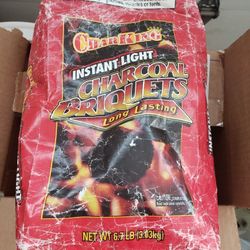 CHARKING
INSTANT LIGHT
CHARCOAL
BRIQUETS
Long Lasting
NET WT 6.7 LB (3.03kg)